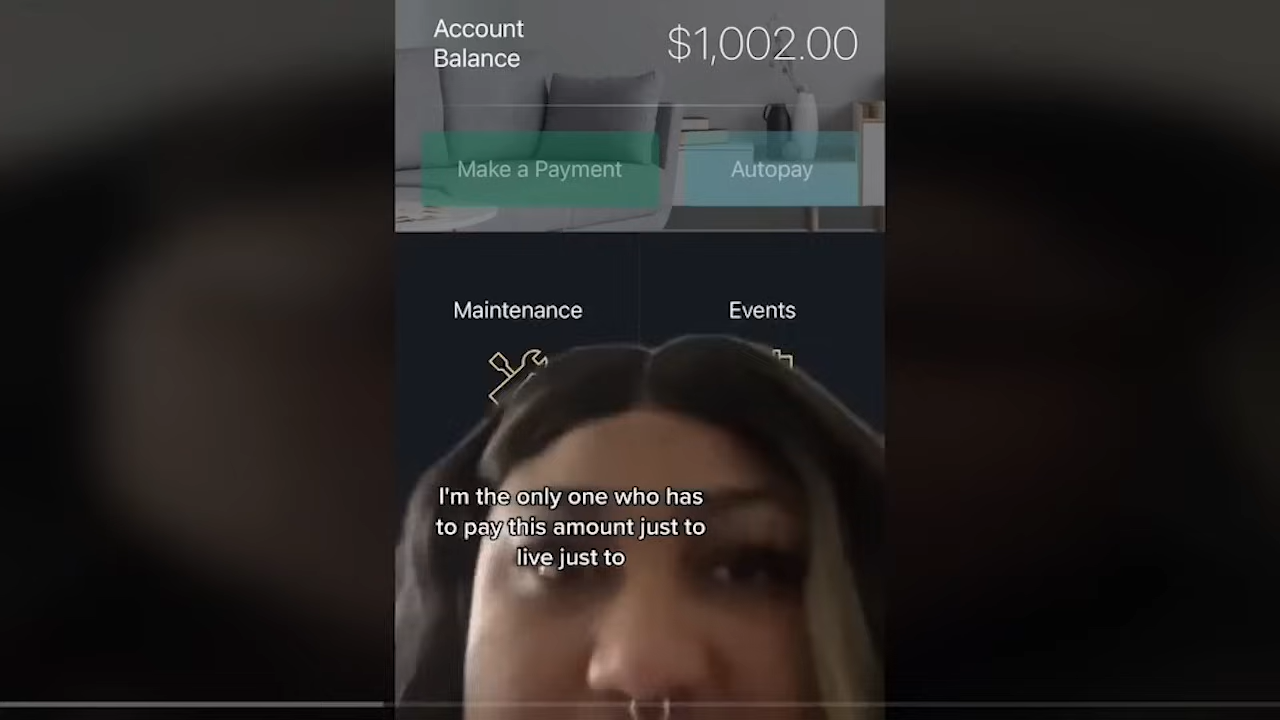 Account
Balance
$1,002.00
Make a Payment
Autopay
Maintenance
Events
I'm the only one who has
to pay this amount just to
live just to